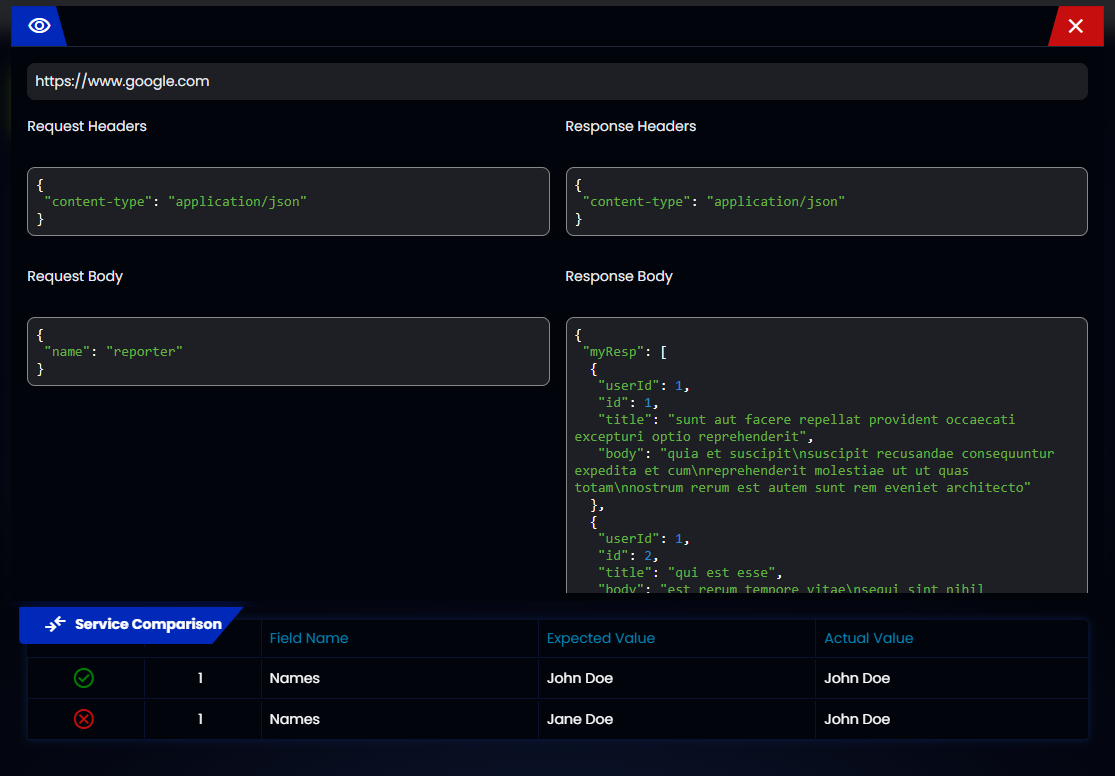 https://www.google.com
Request Headers
{
"content-type": "application/json"
}
Response Headers
{
"content-type": "application/json"
}
Request Body
{
"name": "reporter"
}
Response Body
{
"myResp": [
{
"userId": 1,
"id": 1,
"title": "sunt aut facere repellat provident occaecati
excepturi optio reprehenderit",
"body": "quia et suscipit\nsuscipit recusandae consequuntur
expedita et cum\nreprehenderit molestiae ut ut quas
totam\nnostrum rerum est autem sunt rem eveniet architecto"
},
{
"userId": 1,
"id": 2,
"title": "qui est esse",
"body": "est rerum tempore vitae\nsequi sint nihil
Service Comparison
Field Name Expected Value Actual Value
1 Names John Doe John Doe
1 Names Jane Doe John Doe